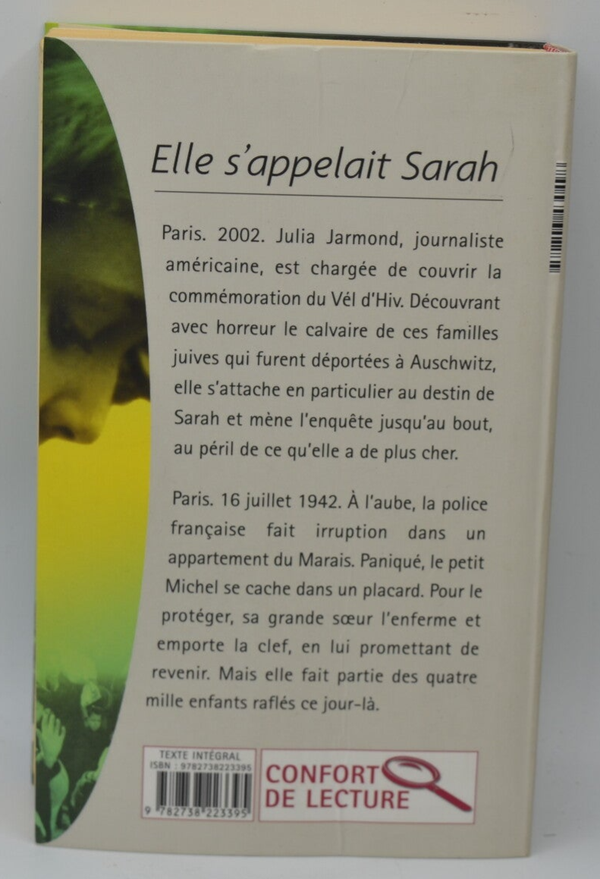 Elle s'appelait Sarah
Paris. 2002. Julia Jarmond, journaliste
américaine, est chargée de couvrir la
commémoration du Vél d'Hiv. Découvrant
avec horreur le calvaire de ces familles
juives qui furent déportées à Auschwitz,
elle s'attache en particulier au destin de
Sarah et mène l'enquête jusqu'au bout,
au péril de ce qu'elle a de plus cher.
Paris. 16 juillet 1942. À l'aube, la police
française fait irruption dans un
appartement du Marais. Paniqué, le petit
Michel se cache dans un placard. Pour le
protéger, sa grande sœur l'enferme et
emporte la clef, en lui promettant de
revenir. Mais elle fait partie des quatre
mille enfants raflés ce jour-là.
TEXTE INTÉGRAL
ISBN : 9782738223395
9 782738 223395
CONFORT
DE LECTURE